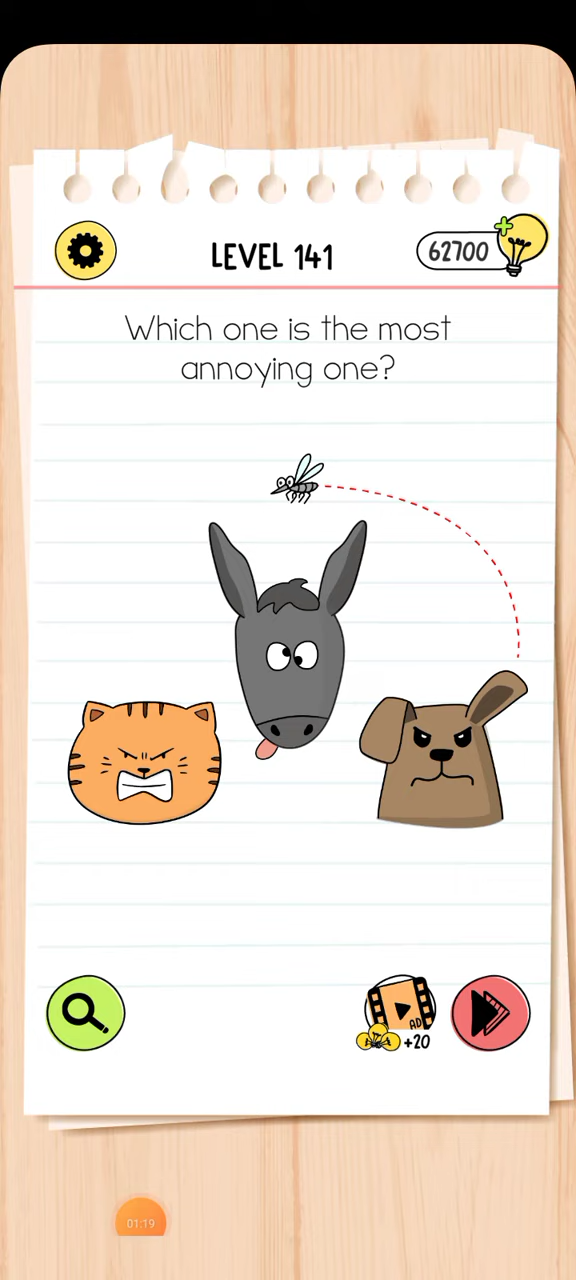 LEVEL 141
62700
Which one is the most
annoying one?
AD
+20
01:19